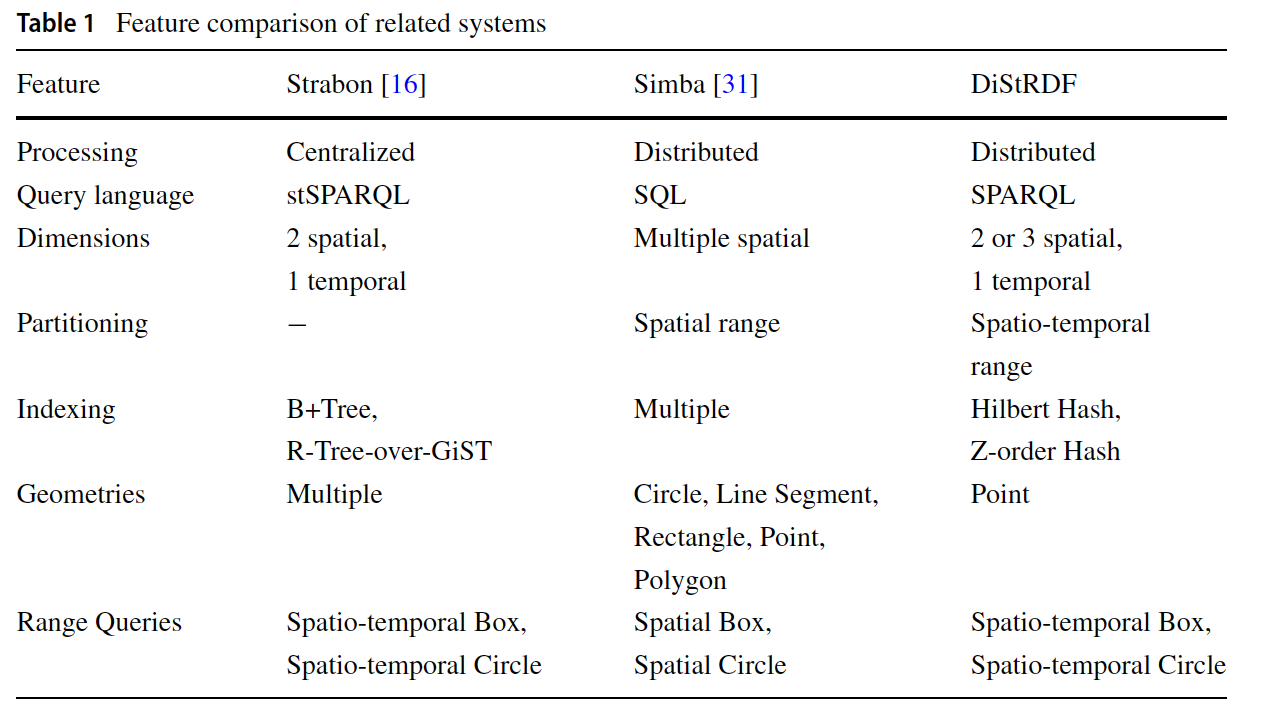 Table 1 Feature comparison of related systems
Feature Strabon [16] Simba [31] DiStRDF
Processing Centralized Distributed Distributed
Query language stSPARQL SQL SPARQL
Dimensions 2 spatial, Multiple spatial 2 or 3 spatial,
1 temporal 1 temporal
Partitioning – Spatial range Spatio-temporal
range
Indexing B+Tree, Multiple Hilbert Hash,
R-Tree-over-GiST Z-order Hash
Geometries Multiple Circle, Line Segment, Point
Rectangle, Point,
Polygon
Range Queries Spatio-temporal Box, Spatial Box, Spatio-temporal Box,
Spatio-temporal Circle Spatial Circle Spatio-temporal Circle